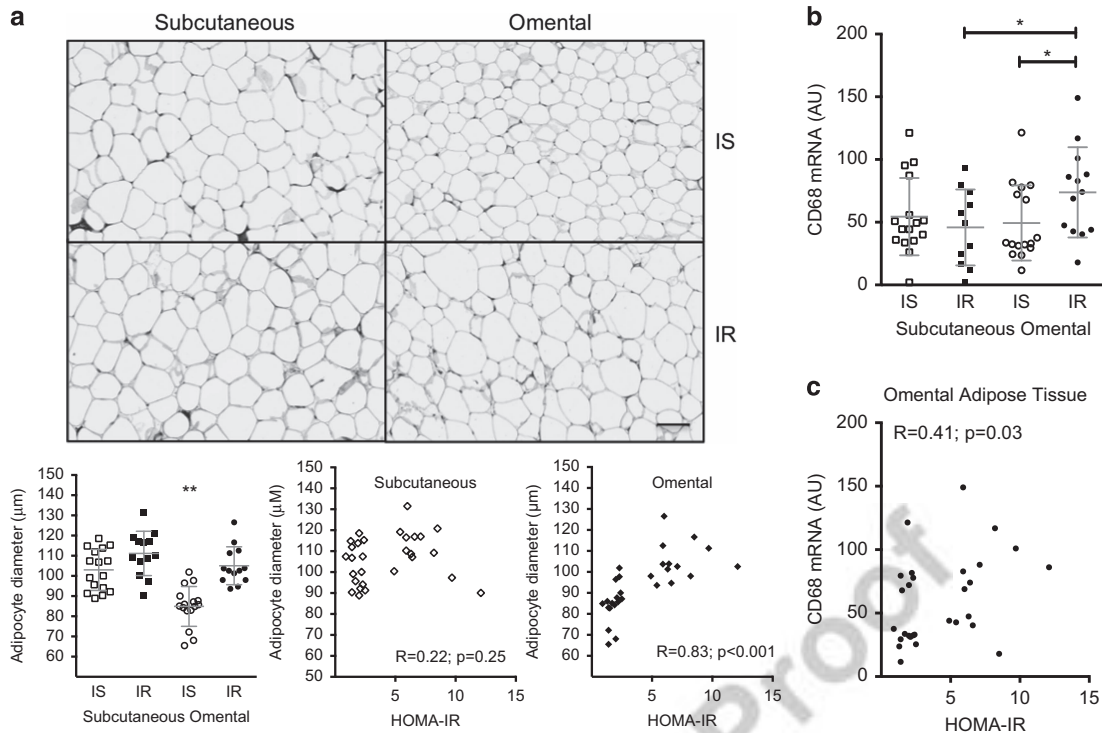 a
Subcutaneous Omental
IS
IR
150
140
130
120
110
100
90
80
70
60
Adipocyte diameter (μm)
**
IS IR IS IR
Subcutaneous Omental
150
140
130
120
110
100
90
80
70
60
50
Adipocyte diameter (μM)
Subcutaneous
R=0.22; p=0.25
5 10 15
HOMA-IR
150
140
130
120
110
100
90
80
70
60
Adipocyte diameter (μm)
Omental
R=0.83; p<0.001
5 10 15
HOMA-IR
b
200
150
100
50
0
CD68 mRNA (AU)
*
*
IS IR IS IR
Subcutaneous Omental
c
Omental Adipose Tissue
200
150
100
50
0
CD68 mRNA (AU)
R=0.41; p=0.03
5 10 15
HOMA-IR
Proof